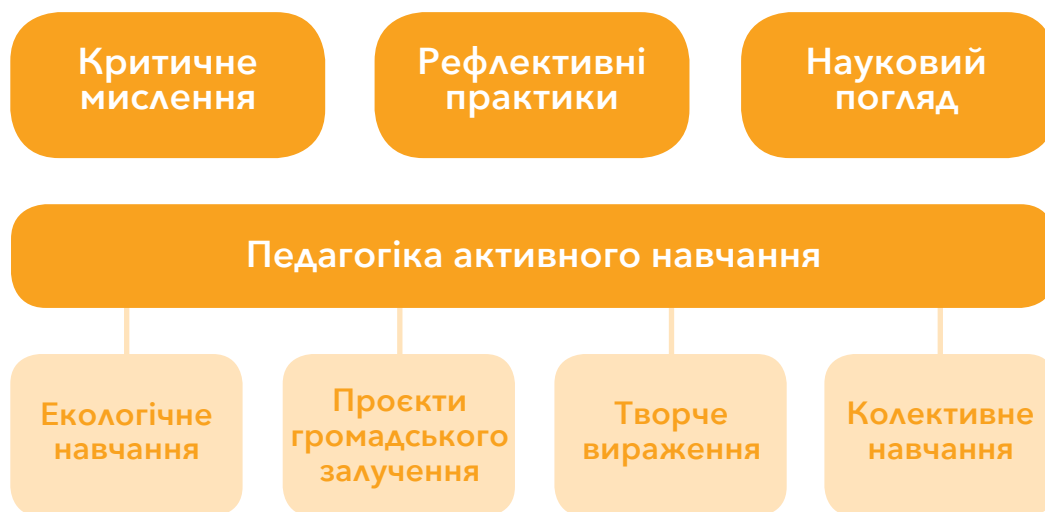 Критичне
мислення
Рефлективні
практики
Науковий
погляд
Педагогіка активного навчання
Екологічне
навчання
Проєкти
громадського
залучення
Творче
вираження
Колективне
навчання